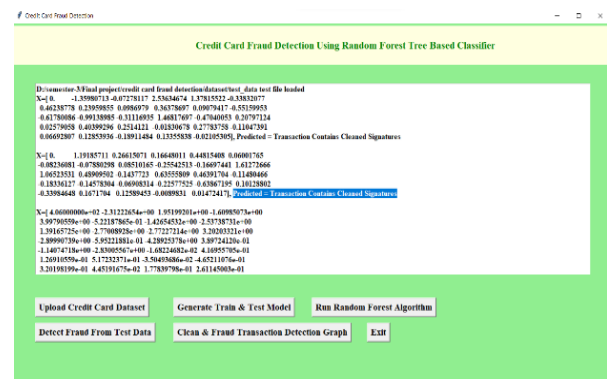 Credit Card Fraud Detection
Credit Card Fraud Detection Using Random Forest Tree Based Classifier
D:/semester-3/Final project/credit card fraud detection/dataset/test_data test file loaded
X=[ 0. -1.35980713 -0.07278117 2.53634674 1.37815522 -0.33832077
0.46238778 0.23959855 0.0986979 0.36378697 0.09079417 -0.55159953
-0.61780086 -0.99138985 -0.31116935 1.46817697 -0.47040053 0.20797124
0.02579058 0.40399296 0.2514121 -0.01830678 0.27783758 -0.11047391
0.06692807 0.12853936 -0.18911484 0.13355838 -0.02105305], Predicted = Transaction Contains Cleaned Signatures
X=[ 0. 1.19185711 0.26615071 0.16648011 0.44815408 0.06001765
-0.08236081 -0.07880298 0.08510165 -0.25542513 -0.16697441 1.61272666
1.06523531 0.48909502 -0.1437723 0.63555809 0.46391704 -0.11480466
-0.18336127 -0.14578304 -0.06908314 -0.22577525 -0.63867195 0.10128802
-0.33984648 0.1671704 0.12589453 -0.0089831 0.01472417], Predicted = Transaction Contains Cleaned Signatures
X=[ 4.06000000e+02 -2.31222654e+00 1.95199201e+00 -1.60985073e+00
3.99790559e+00 -5.22187865e-01 -1.42654532e+00 -2.53738731e+00
1.39165725e+00 -2.77008928e+00 -2.77227214e+00 3.20203321e+00
-2.89990739e+00 -5.95221881e-01 -4.28925378e+00 3.89724120e-01
-1.14074718e+00 -2.83005567e+00 -1.68224682e-02 4.16955705e-01
1.26910559e-01 5.17232371e-01 -3.50493686e-02 -4.65211076e-01
3.20198199e-01 4.45191675e-02 1.77839798e-01 2.61145003e-01
Upload Credit Card Dataset Generate Train & Test Model Run Random Forest Algorithm
Detect Fraud From Test Data Clean & Fraud Transaction Detection Graph Exit